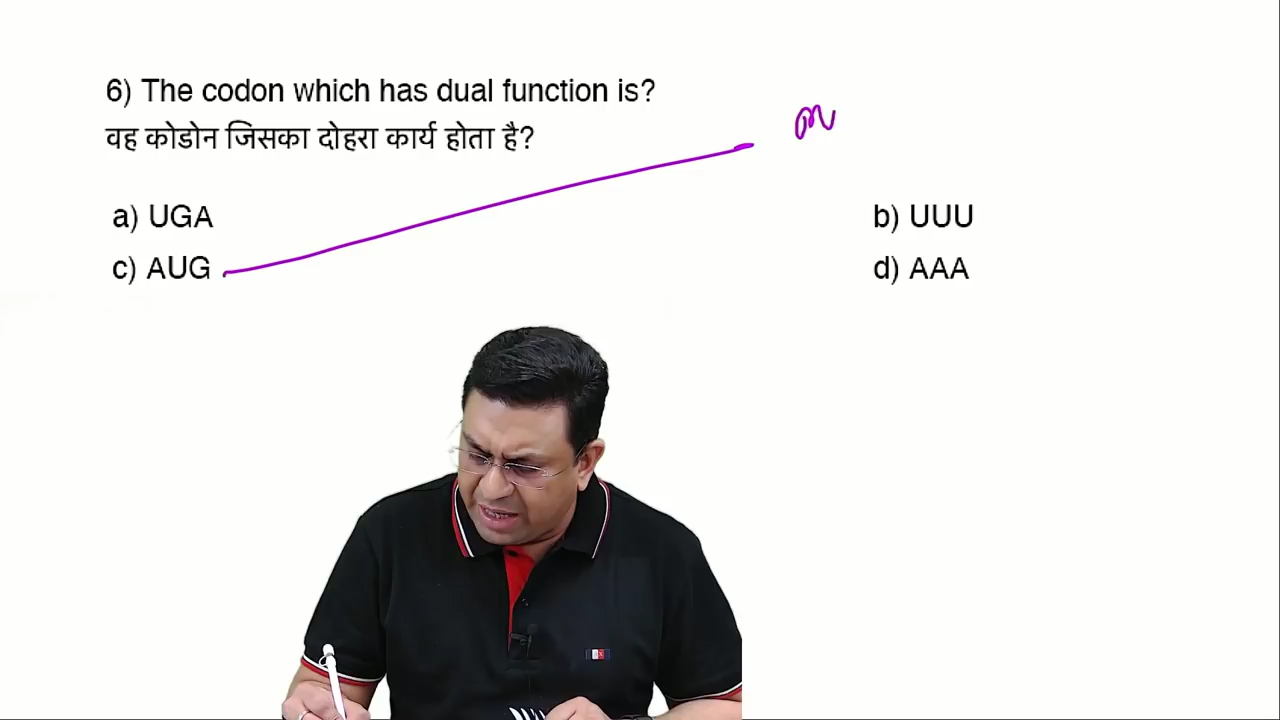 6) The codon which has dual function is?
वह कोडोन जिसका दोहरा कार्य होता है?
a) UGA
b) UUU
c) AUG
d) AAA